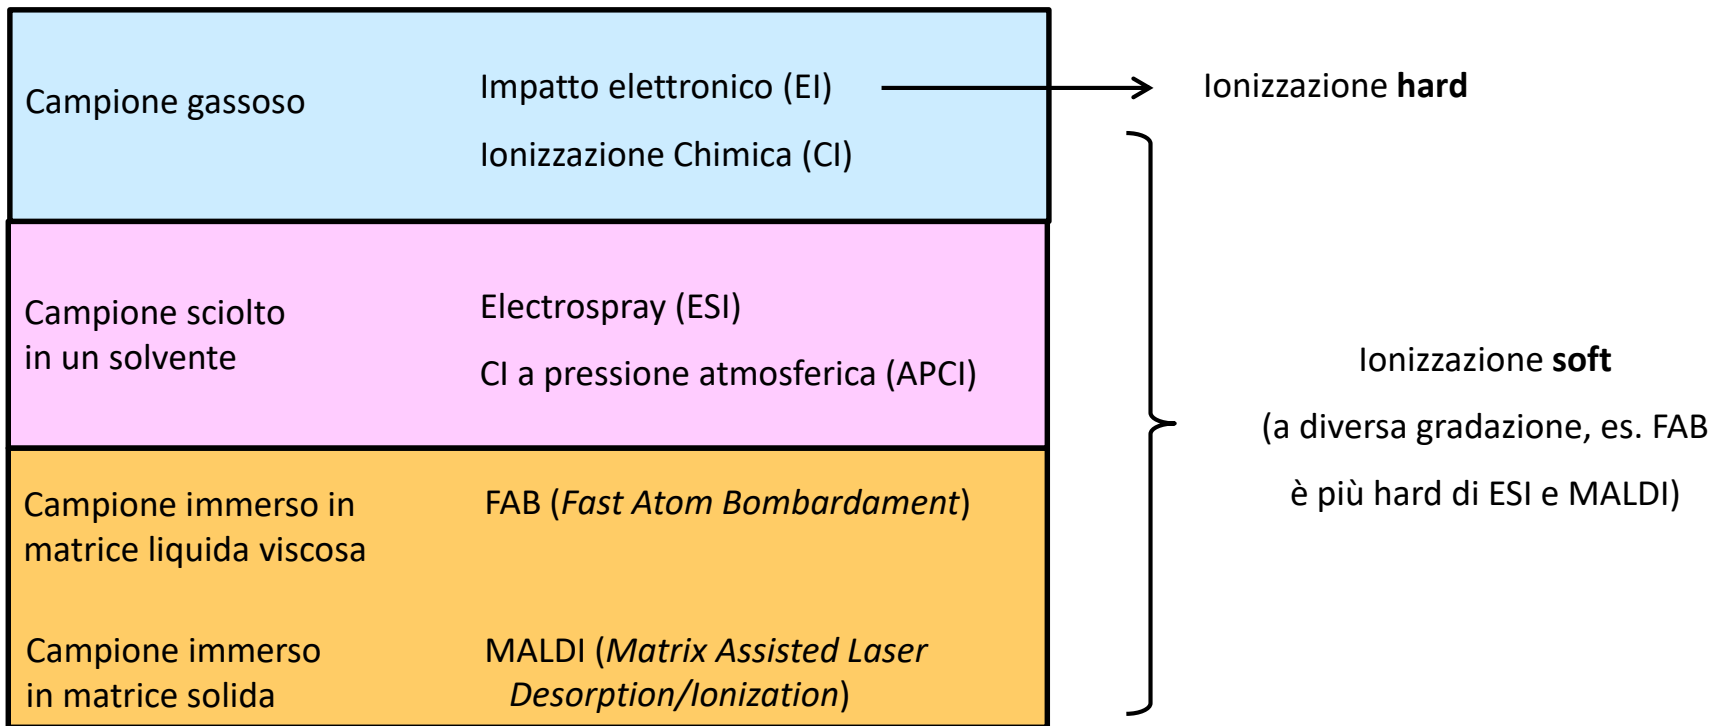 Campione gassoso
Impatto elettronico (EI)
Ionizzazione hard
Ionizzazione Chimica (CI)
Campione sciolto
in un solvente
Electrospray (ESI)
CI a pressione atmosferica (APCI)
Ionizzazione soft
(a diversa gradazione, es. FAB
è più hard di ESI e MALDI)
Campione immerso in
matrice liquida viscosa
FAB (Fast Atom Bombardament)
Campione immerso
in matrice solida
MALDI (Matrix Assisted Laser
Desorption/Ionization)